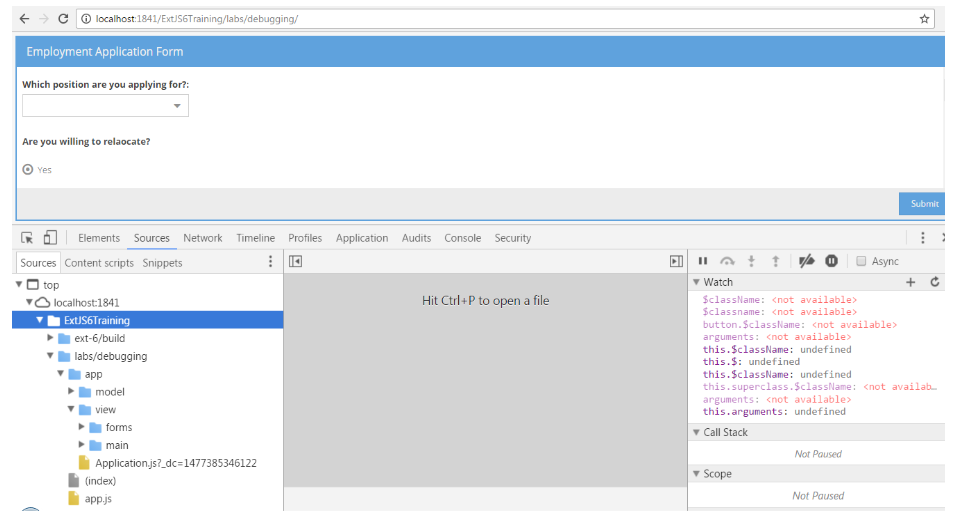 localhost:1841/ExtJS6Training/labs/debugging/
Employment Application Form
Which position are you applying for?:
Are you willing to relaocate?
Yes
Submit
Elements Sources Network Timeline Profiles Application Audits Console Security
Sources Content scripts Snippets
top
localhost:1841
ExtJS6Training
ext-6/build
labs/debugging
app
model
view
forms
main
Application.js?_dc=1477385346122
(index)
app.js
Hit Ctrl+P to open a file
Async
Watch
$className: <not available>
$classname: <not available>
button.$className: <not available>
arguments: <not available>
this.$className: undefined
this.$: undefined
this.$className: undefined
this.superclass.$className: <not availab…
arguments: <not available>
this.arguments: undefined
Call Stack
Not Paused
Scope
Not Paused